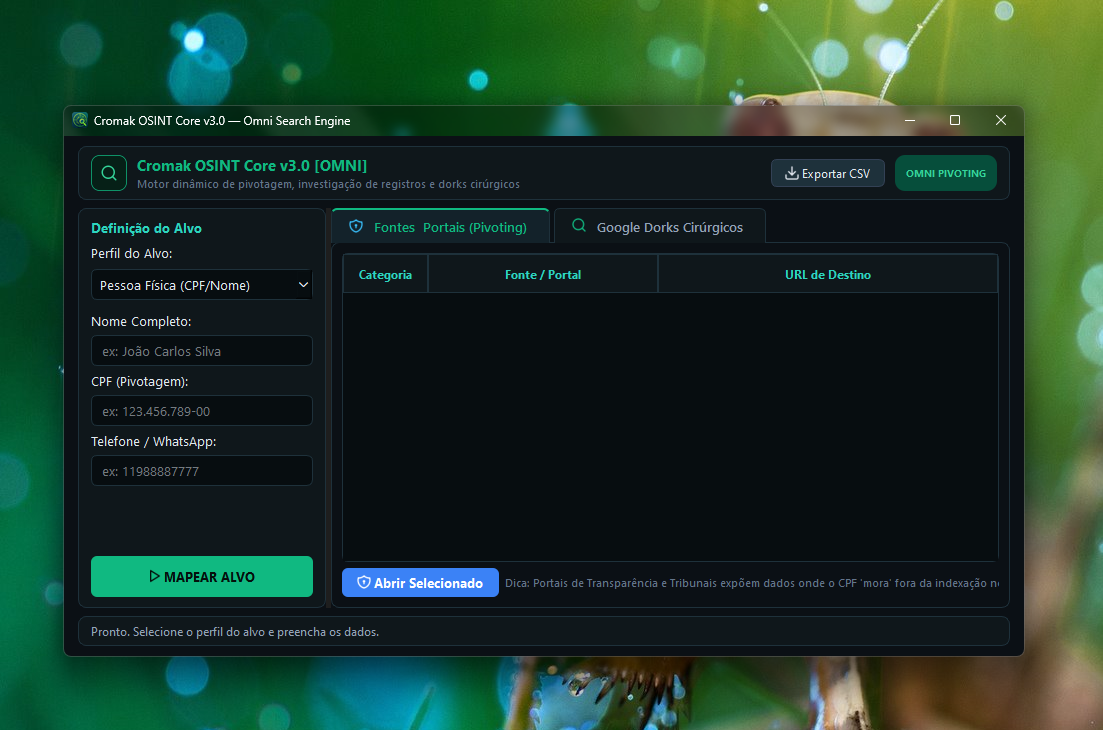 Cromak OSINT Core v3.0 — Omni Search Engine
Cromak OSINT Core v3.0 [OMNI]
Motor dinâmico de pivotagem, investigação de registros e dorks cirúrgicos
Exportar CSV
OMNI PIVOTING
Definição do Alvo
Perfil do Alvo:
Pessoa Física (CPF/Nome)
Nome Completo:
ex: João Carlos Silva
CPF (Pivotagem):
ex: 123.456.789-00
Telefone / WhatsApp:
ex: 11988887777
MAPEAR ALVO
Fontes Portais (Pivoting)
Google Dorks Cirúrgicos
Categoria
Fonte / Portal
URL de Destino
Abrir Selecionado
Dica: Portais de Transparência e Tribunais expõem dados onde o CPF 'mora' fora da indexação
Pronto. Selecione o perfil do alvo e preencha os dados.